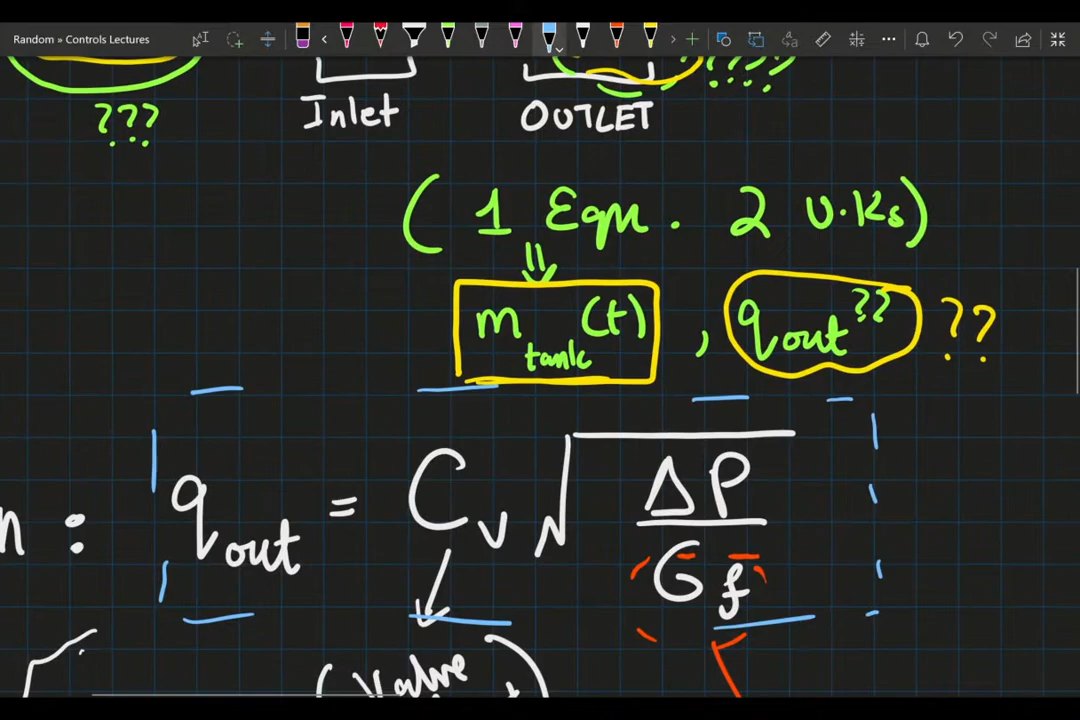 Random » Controls Lectures
??? Inlet OUTLET ????
( 1 Eqn. 2 U.Ks)
m tank (t) , q out ?? ??
n : q out = C v √ ΔP
G f
(Valve